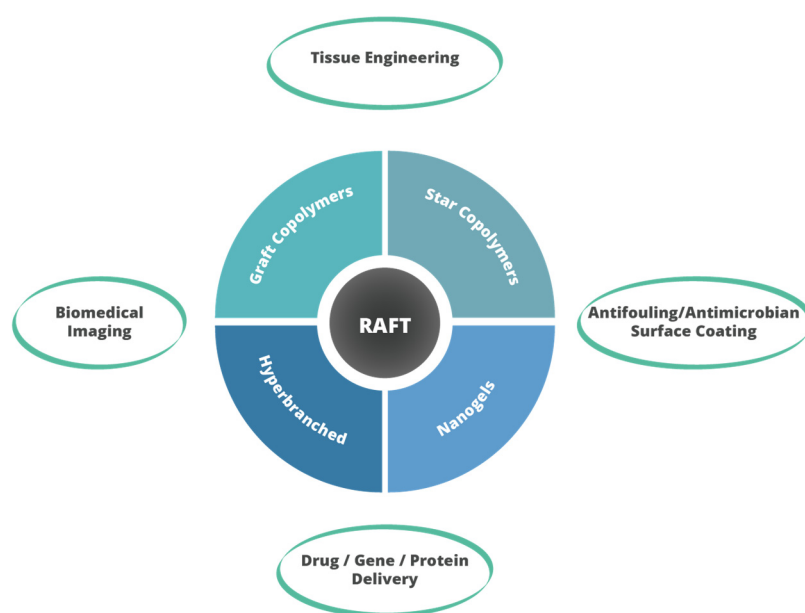 Tissue Engineering
Graft Copolymers
Star Copolymers
Biomedical
Imaging
RAFT
Antifouling/Antimicrobian
Surface Coating
Hyperbranched
Nanogels
Drug / Gene / Protein
Delivery